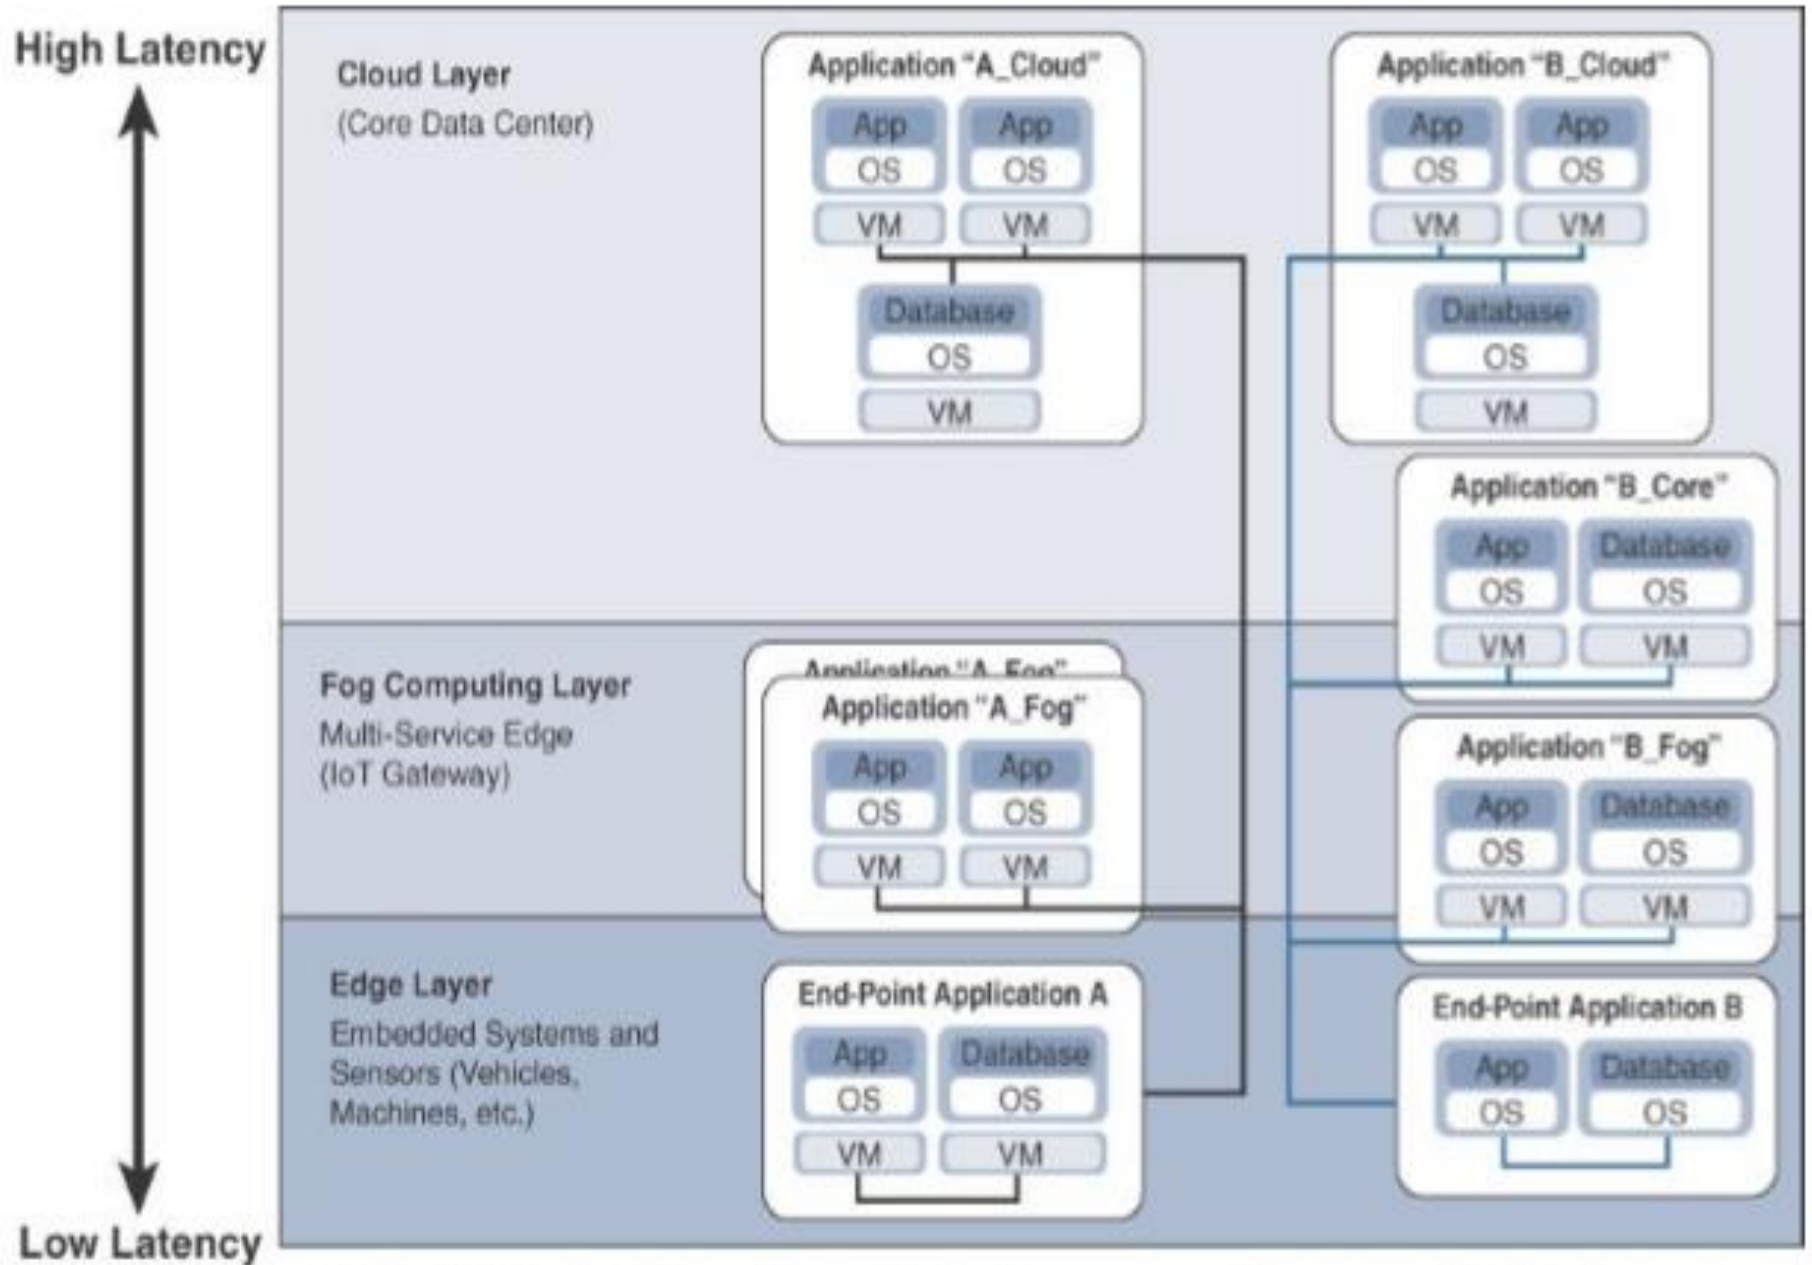 High Latency
Low Latency
Cloud Layer
(Core Data Center)
Application "A_Cloud"
App App
OS OS
VM VM
Database
OS
VM
Application "B_Cloud"
App App
OS OS
VM VM
Database
OS
VM
Application "B_Core"
App Database
OS OS
VM VM
Fog Computing Layer
Multi-Service Edge
(IoT Gateway)
Application "A_Fog"
Application "A_Fog"
App App
OS OS
VM VM
Application "B_Fog"
App Database
OS OS
VM VM
Edge Layer
Embedded Systems and
Sensors (Vehicles,
Machines, etc.)
End-Point Application A
App Database
OS OS
VM VM
End-Point Application B
App Database
OS OS